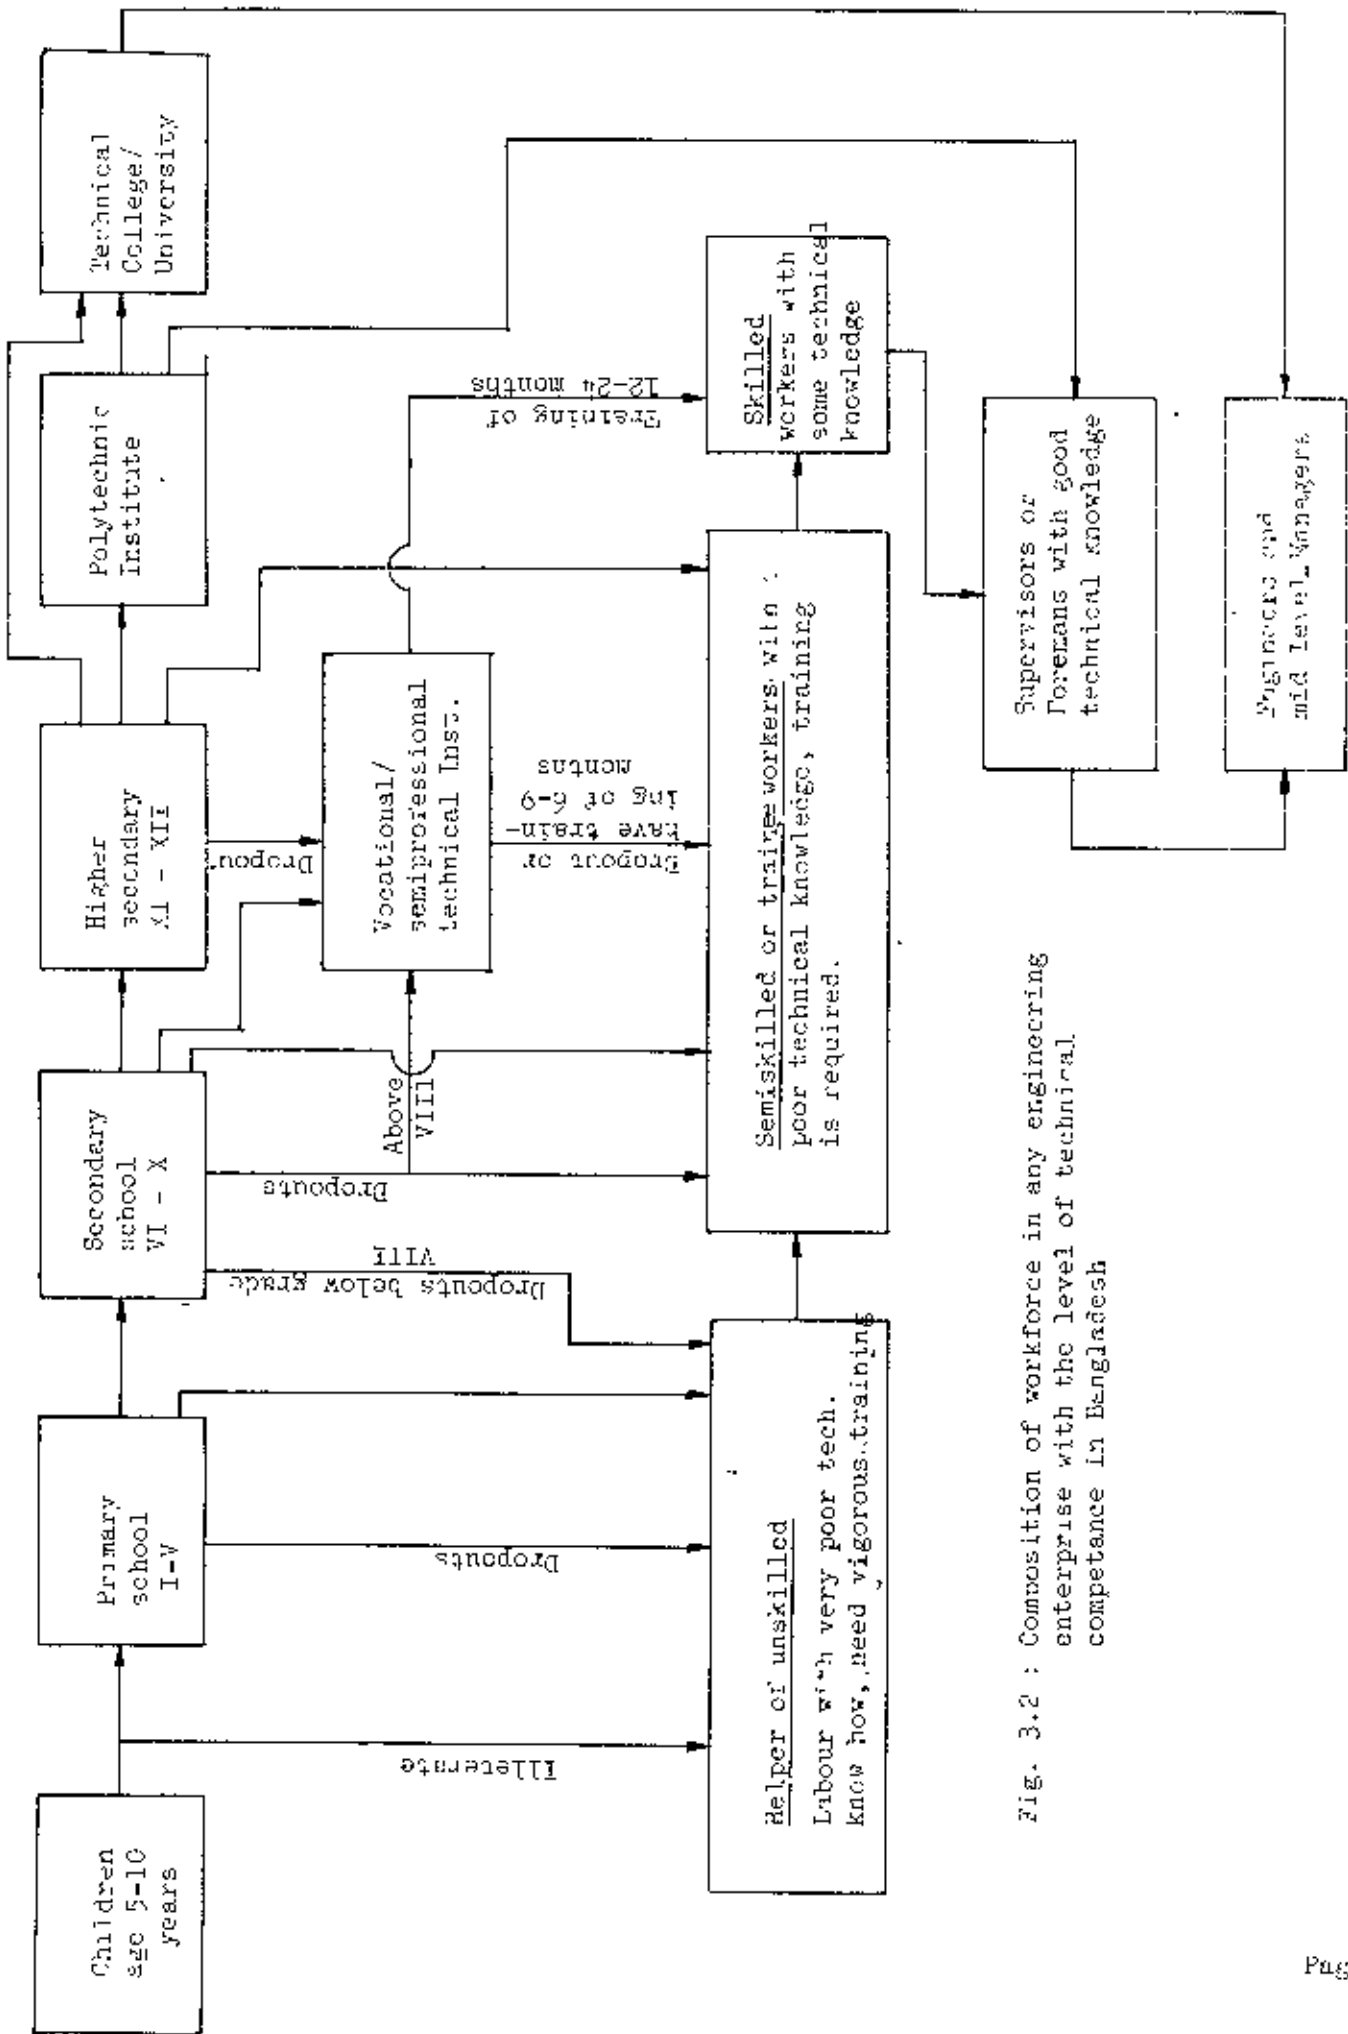 Children
age 5-10
years
Primary
school
I-V
Secondary
school
VI - X
Higher
secondary
XI - XII
Polytechnic
Institute
Technical
College/
University
Illeterate
Dropouts
Dropouts below grade
VIII
Dropouts
Above
VIII
Dropou
Vocational/
semiprofessional
technical Inst.
Dropout or
have train-
ing of 6-9
months
Training of
12-24 months
Helper or unskilled
Labour with very poor tech.
know how, need vigorous training
Semiskilled or trainee workers with
poor technical knowledge, training
is required.
Skilled
workers with
some technical
knowledge
Supervisors or
Foremans with good
technical knowledge
Engineers and
mid level Managers
Fig. 3.2 : Composition of workforce in any engineering
enterprise with the level of technical
competance in Bangladesh
Pag